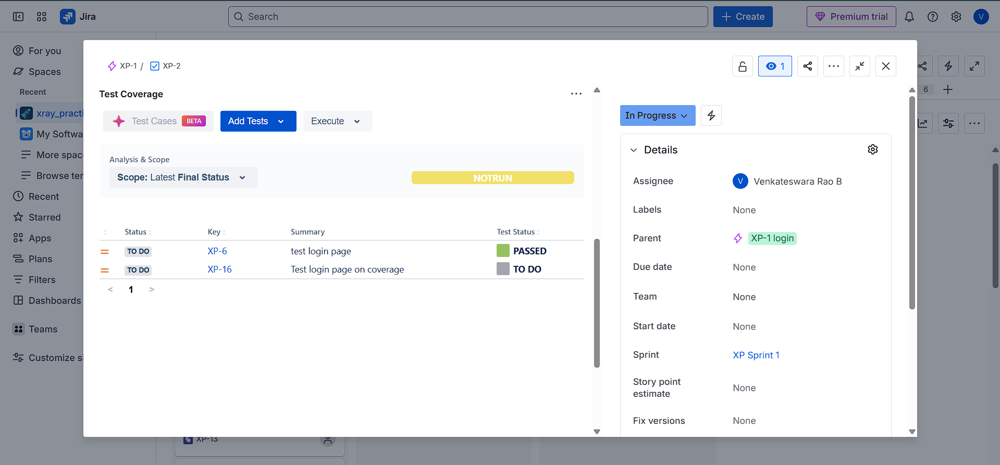 Jira
Search
Create
Premium trial
V
For you
Spaces
Recent
xray_practi
My Softwa
More spac
Browse ter
Recent
Starred
Apps
Plans
Filters
Dashboards
Teams
Customize si
XP-1 / XP-2
1
6
Test Coverage
Test Cases BETA
Add Tests
Execute
Analysis & Scope
Scope: Latest Final Status
NOTRUN
Status Key Summary Test Status
TO DO XP-6 test login page PASSED
TO DO XP-16 Test login page on coverage TO DO
< 1 >
In Progress
Details
Assignee V Venkateswara Rao B
Labels None
Parent XP-1 login
Due date None
Team None
Start date None
Sprint XP Sprint 1
Story point estimate None
Fix versions None
XP-13